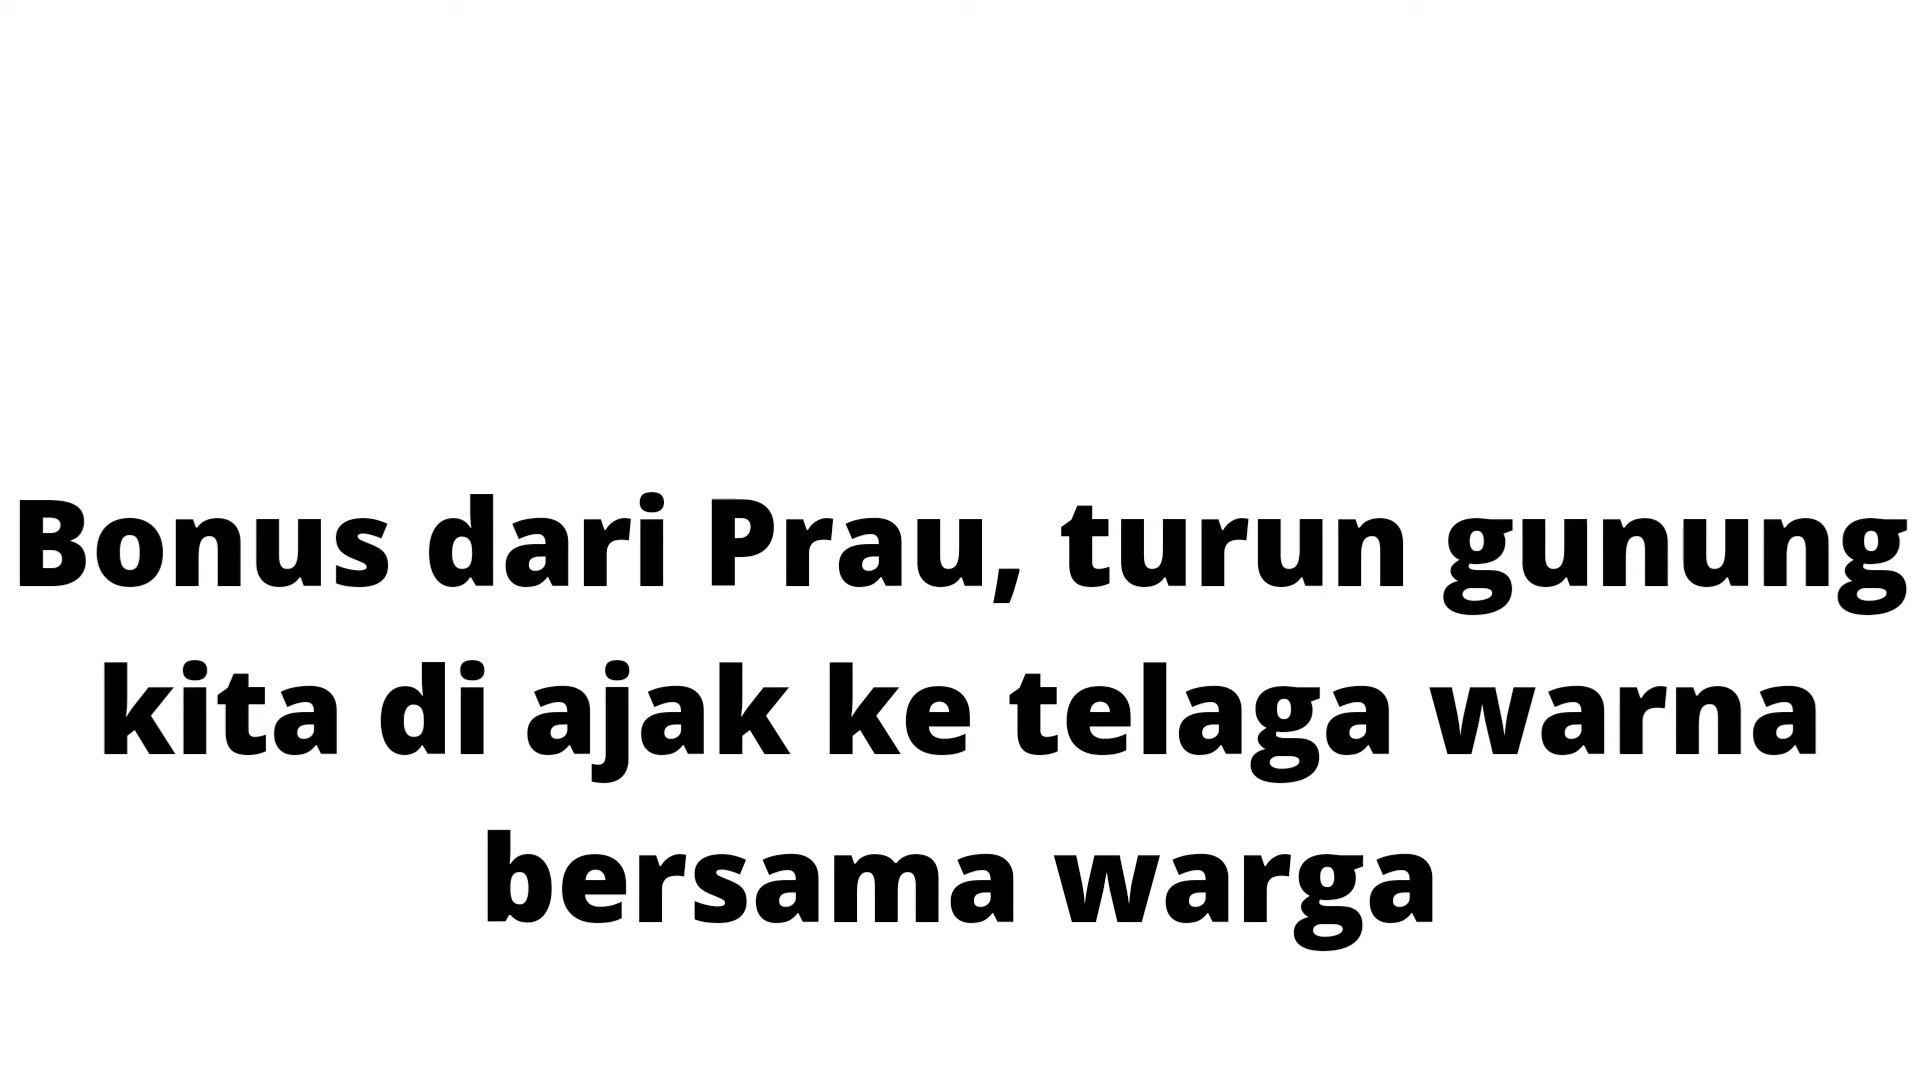 Bonus dari Prau, turun gunung
kita di ajak ke telaga warna
bersama warga